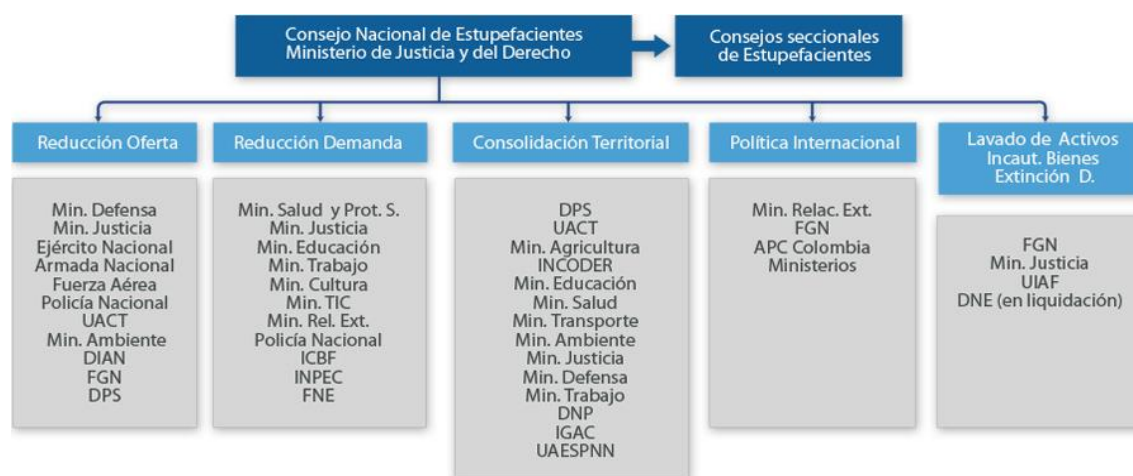 Consejo Nacional de Estupefacientes
Ministerio de Justicia y del Derecho
Consejos seccionales
de Estupefacientes
Reducción Oferta
Min. Defensa
Min. Justicia
Ejército Nacional
Armada Nacional
Fuerza Aérea
Policía Nacional
UACT
Min. Ambiente
DIAN
FGN
DPS
Reducción Demanda
Min. Salud y Prot. S.
Min. Justicia
Min. Educación
Min. Trabajo
Min. Cultura
Min. TIC
Min. Rel. Ext.
Policía Nacional
ICBF
INPEC
FNE
Consolidación Territorial
DPS
UACT
Min. Agricultura
INCODER
Min. Educación
Min. Salud
Min. Transporte
Min. Ambiente
Min. Justicia
Min. Defensa
Min. Trabajo
DNP
IGAC
UAESPNN
Política Internacional
Min. Relac. Ext.
FGN
APC Colombia
Ministerios
Lavado de Activos
Incaut. Bienes
Extinción D.
FGN
Min. Justicia
UIAF
DNE (en liquidación)